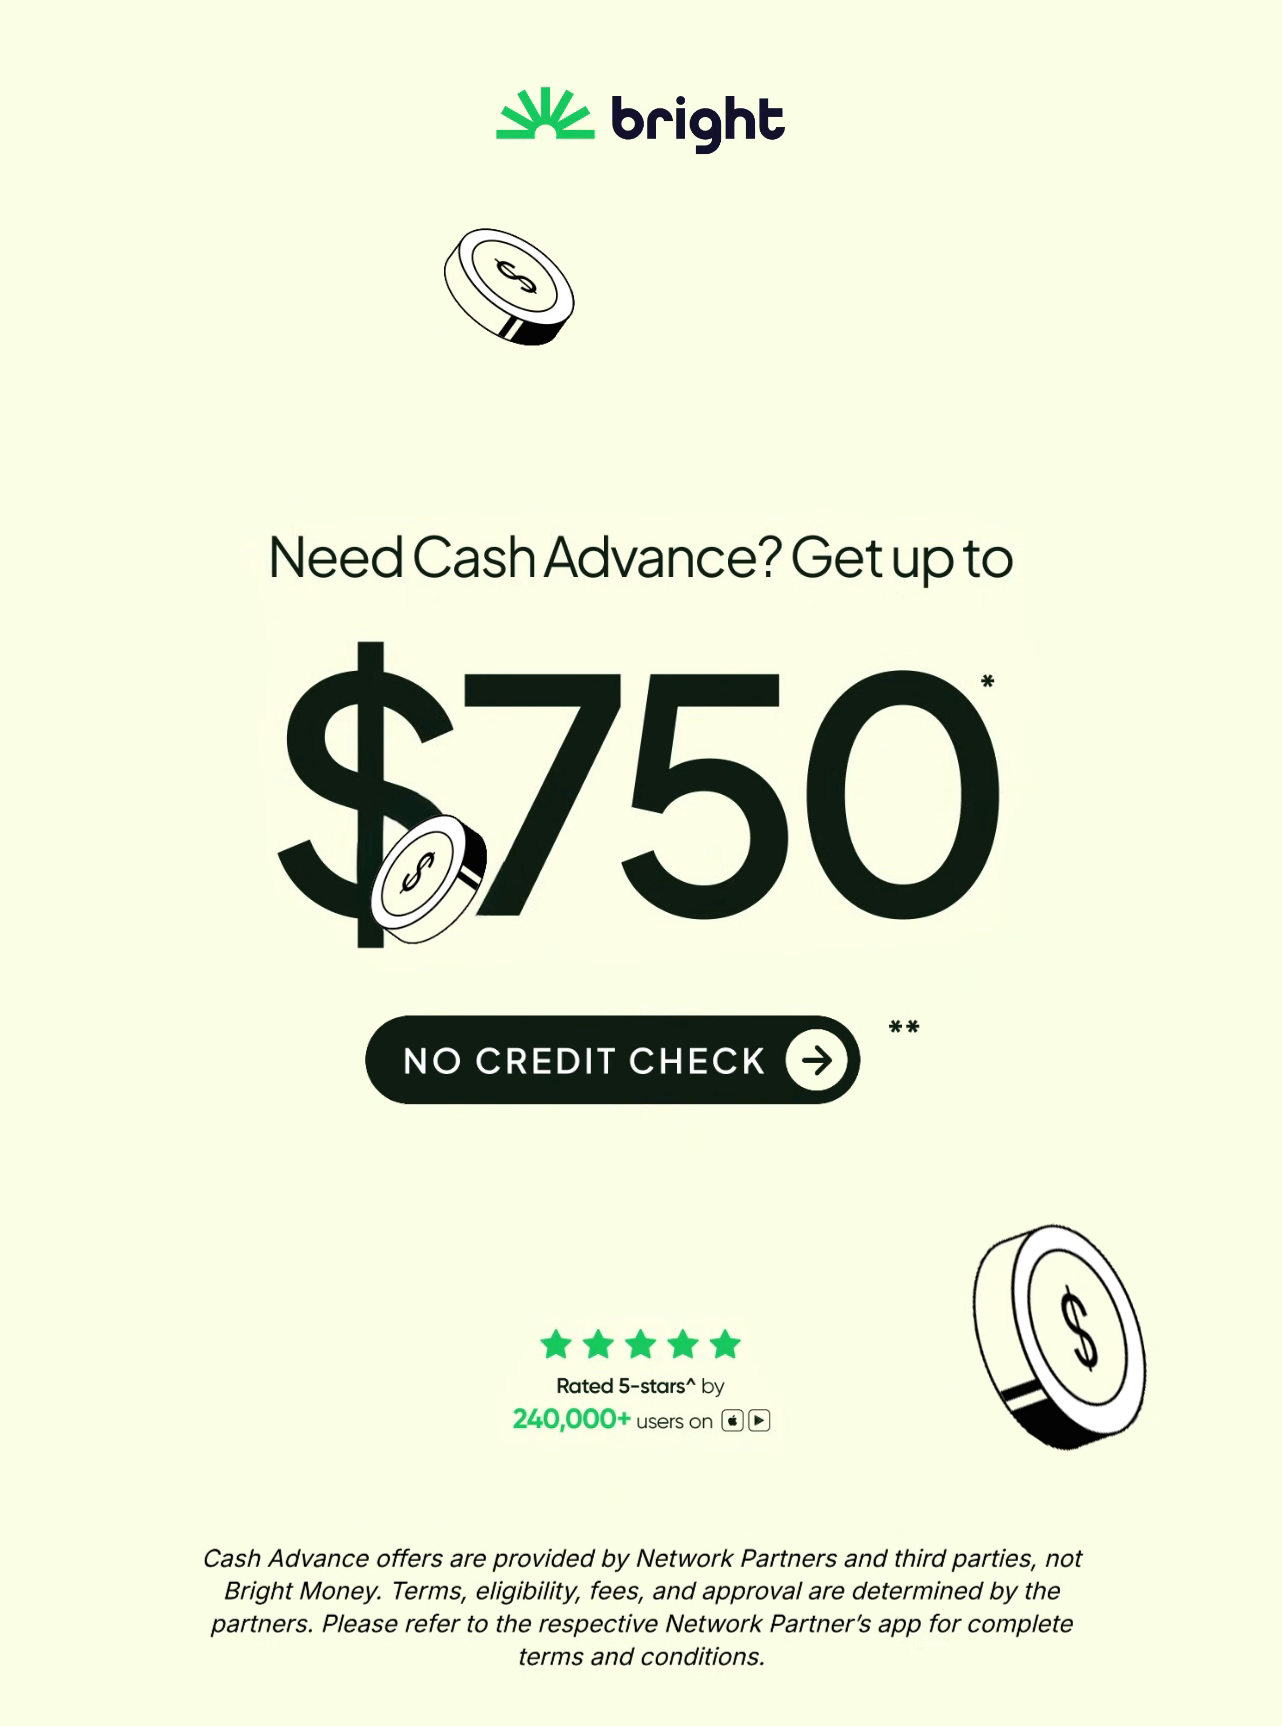 bright
$
Need Cash Advance? Get up to
$750*
$
NO CREDIT CHECK **
$
Rated 5-stars^ by
240,000+ users on
Cash Advance offers are provided by Network Partners and third parties, not
Bright Money. Terms, eligibility, fees, and approval are determined by the
partners. Please refer to the respective Network Partner’s app for complete
terms and conditions.